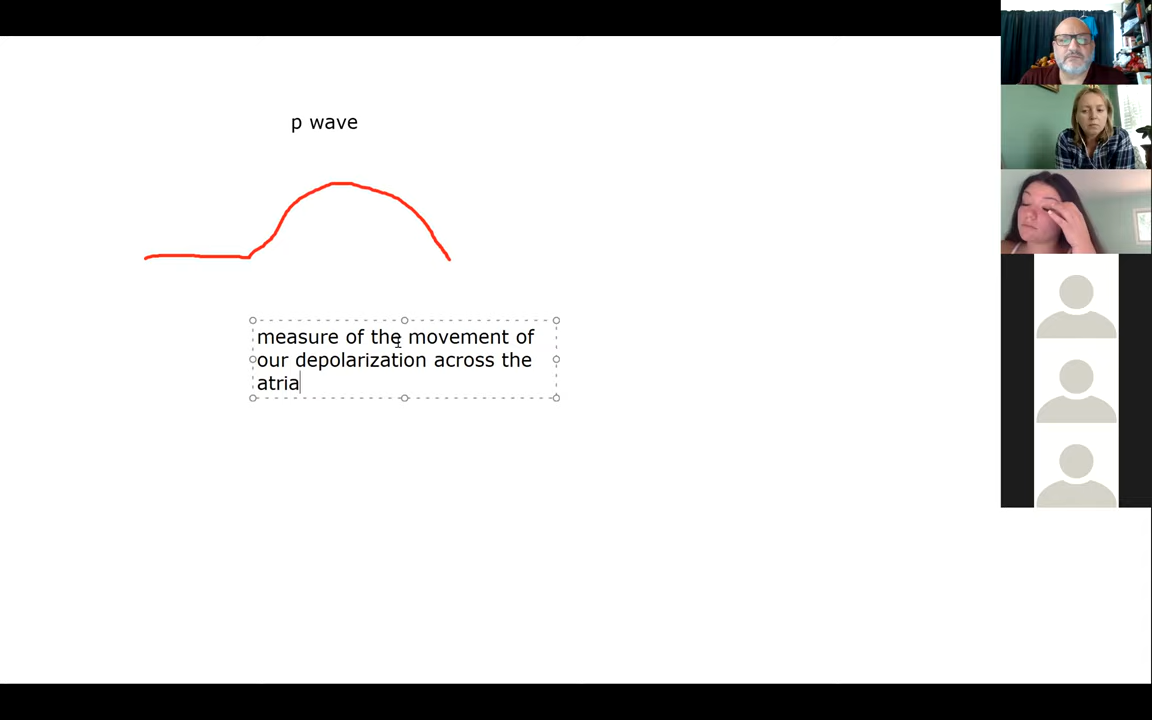 p wave
measure of the movement of
our depolarization across the
atria